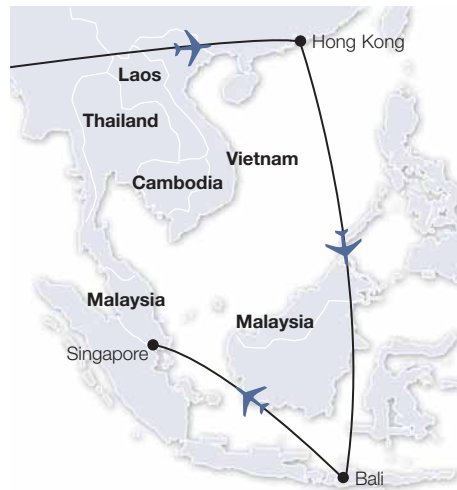 Hong Kong
Laos
Thailand
Vietnam
Cambodia
Malaysia
Malaysia
Singapore
Bali